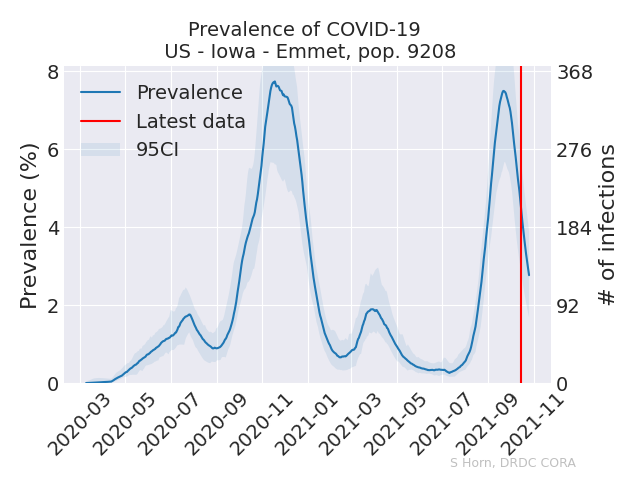 Prevalence of COVID-19
US - Iowa - Emmet, pop. 9208
Prevalence
Latest data
95CI
Prevalence (%)
8
6
4
2
0
# of infections
368
276
184
92
0
2020-03
2020-05
2020-07
2020-09
2020-11
2021-01
2021-03
2021-05
2021-07
2021-09
2021-11
S Horn, DRDC CORA